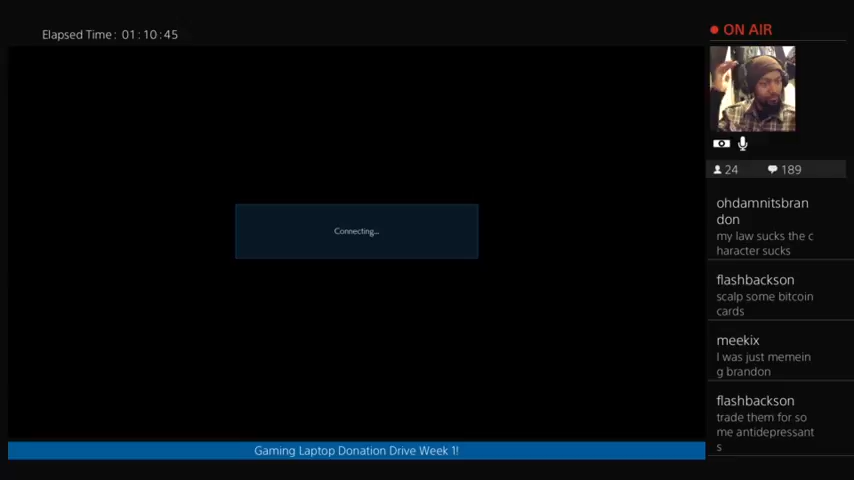 Elapsed Time: 01:10:45
ON AIR
24 189
Connecting...
ohdamnitsbran
don
my law sucks the c
haracter sucks
flashbackson
scalp some bitcoin
cards
meekix
I was just memein
g brandon
flashbackson
trade them for so
me antidepressant
s
Gaming Laptop Donation Drive Week 1!